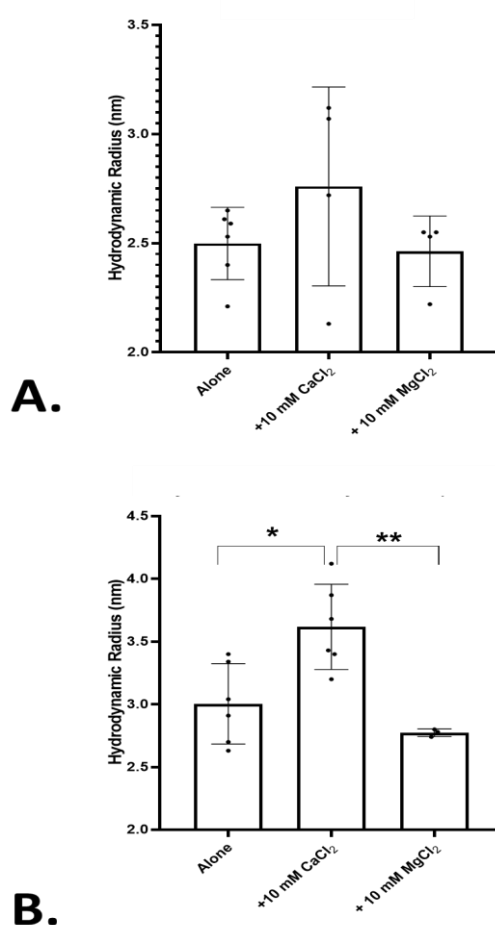 3.5
3.0
2.5
2.0
Hydrodynamic Radius (nm)
Alone
+10 mM CaCl₂
+ 10 mM MgCl₂
A.
4.5
4.0
3.5
3.0
2.5
2.0
Hydrodynamic Radius (nm)
*
**
Alone
+10 mM CaCl₂
+ 10 mM MgCl₂
B.